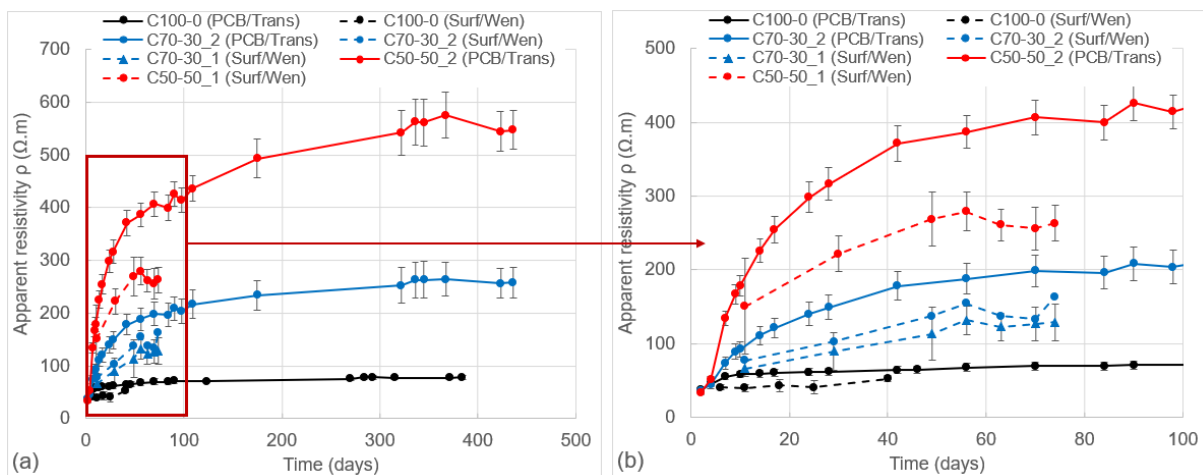 C100-0 (PCB/Trans) C100-0 (Surf/Wen)
C70-30_2 (PCB/Trans) C70-30_2 (Surf/Wen)
C70-30_1 (Surf/Wen) C50-50_2 (PCB/Trans)
C50-50_1 (Surf/Wen)
Apparent resistivity ρ (Ω.m)
700
600
500
400
300
200
100
0
0 100 200 300 400 500
Time (days)
(a)
C100-0 (PCB/Trans) C100-0 (Surf/Wen)
C70-30_2 (PCB/Trans) C70-30_2 (Surf/Wen)
C70-30_1 (Surf/Wen) C50-50_2 (PCB/Trans)
C50-50_1 (Surf/Wen)
Apparent resistivity ρ (Ω.m)
500
400
300
200
100
0
0 20 40 60 80 100
Time (days)
(b)